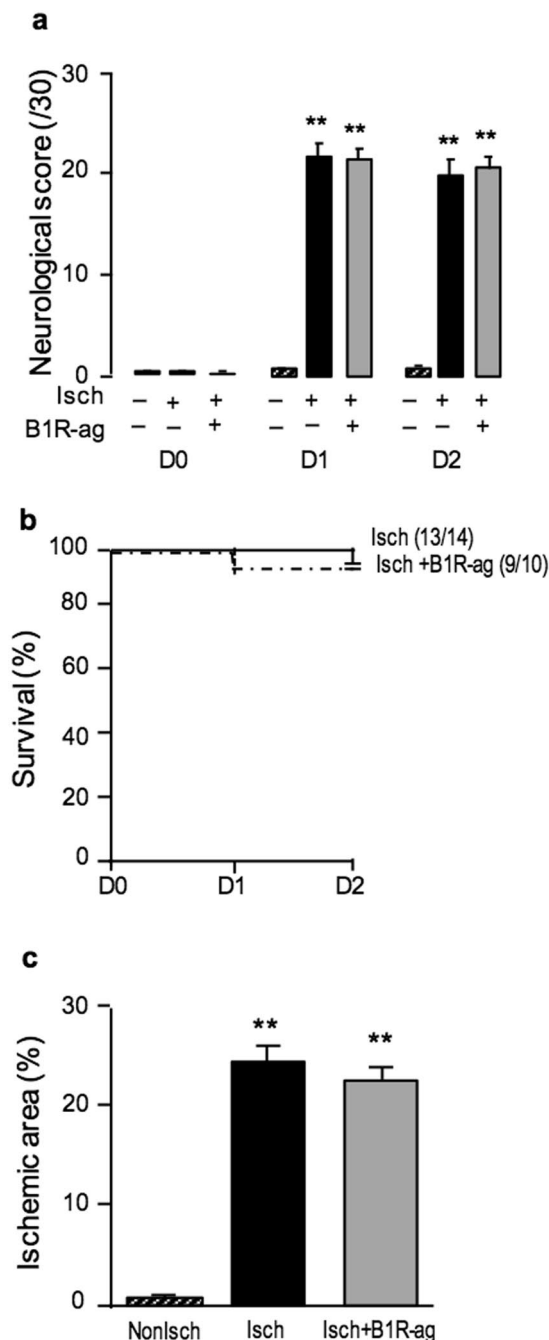 a
Neurological score (/30)
30
20
10
0
** ** ** **
Isch – + + – + + – + +
B1R-ag – – + – – + – – +
D0 D1 D2
b
Survival (%)
100
80
60
40
20
0
Isch (13/14)
Isch +B1R-ag (9/10)
D0 D1 D2
c
Ischemic area (%)
30
20
10
0
** **
NonIsch Isch Isch+B1R-ag